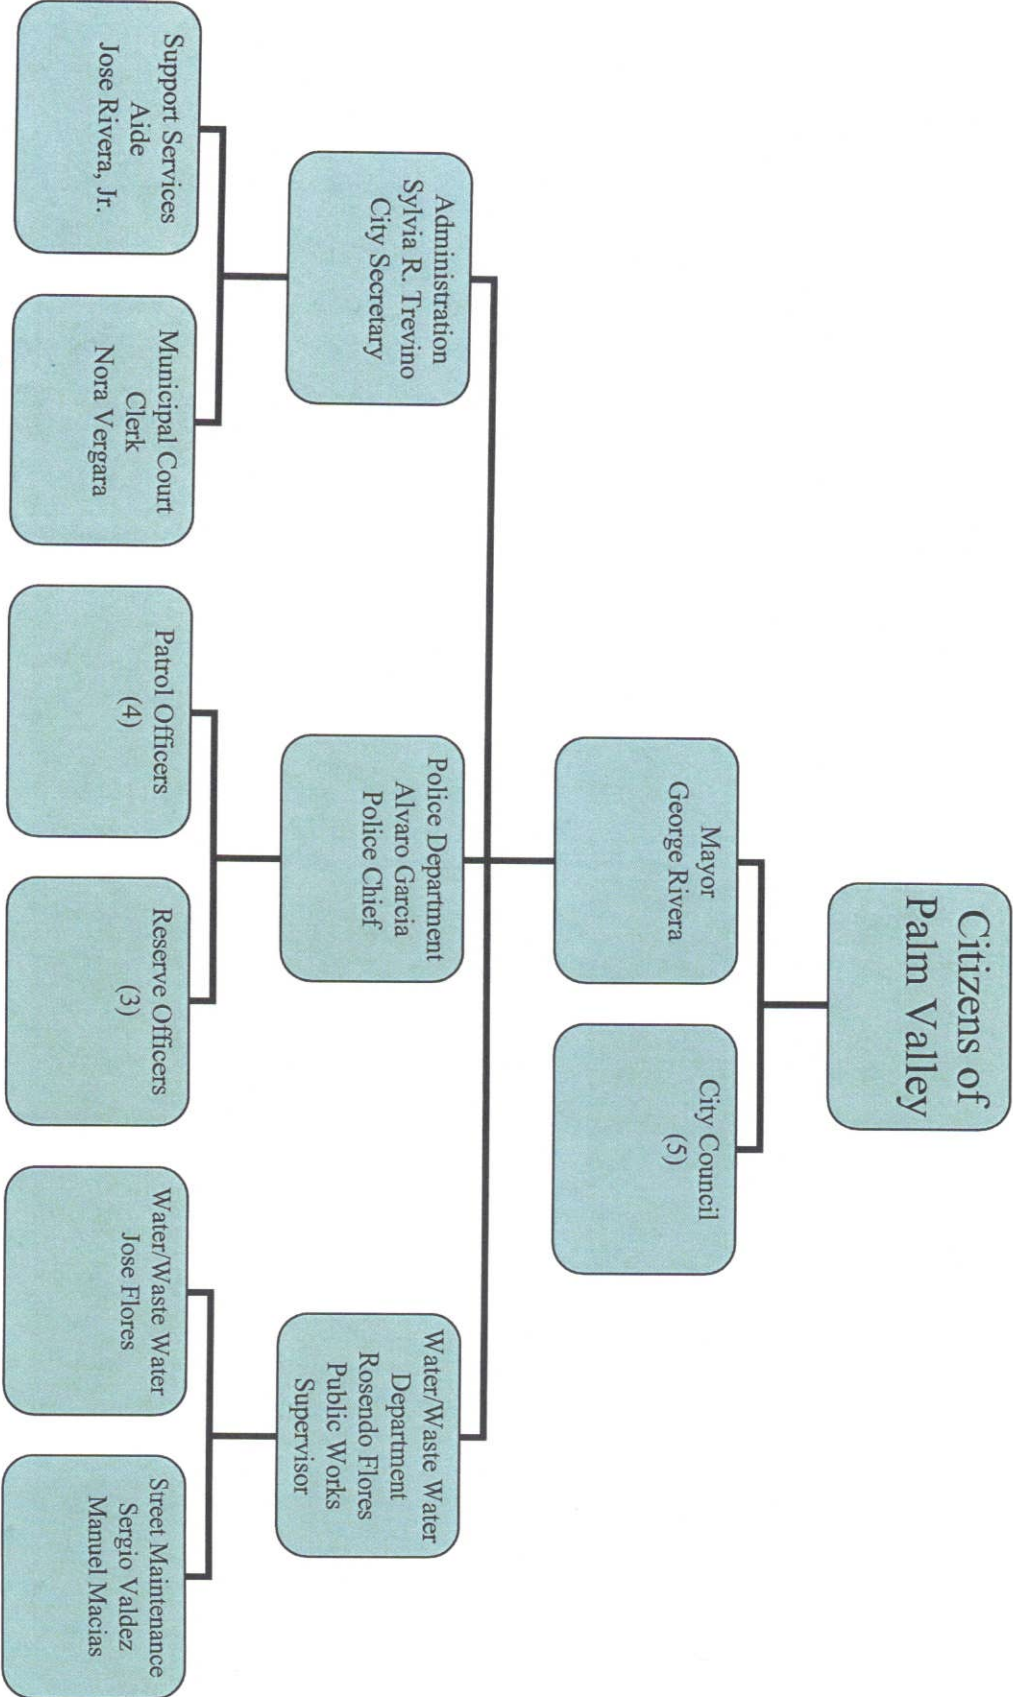 Citizens of
Palm Valley
Mayor
George Rivera
City Council
(5)
Administration
Sylvia R. Trevino
City Secretary
Police Department
Alvaro Garcia
Police Chief
Water/Waste Water
Department
Rosendo Flores
Public Works
Supervisor
Support Services
Aide
Jose Rivera, Jr.
Municipal Court
Clerk
Nora Vergara
Patrol Officers
(4)
Reserve Officers
(3)
Water/Waste Water
Jose Flores
Street Maintenance
Sergio Valdez
Manuel Macias